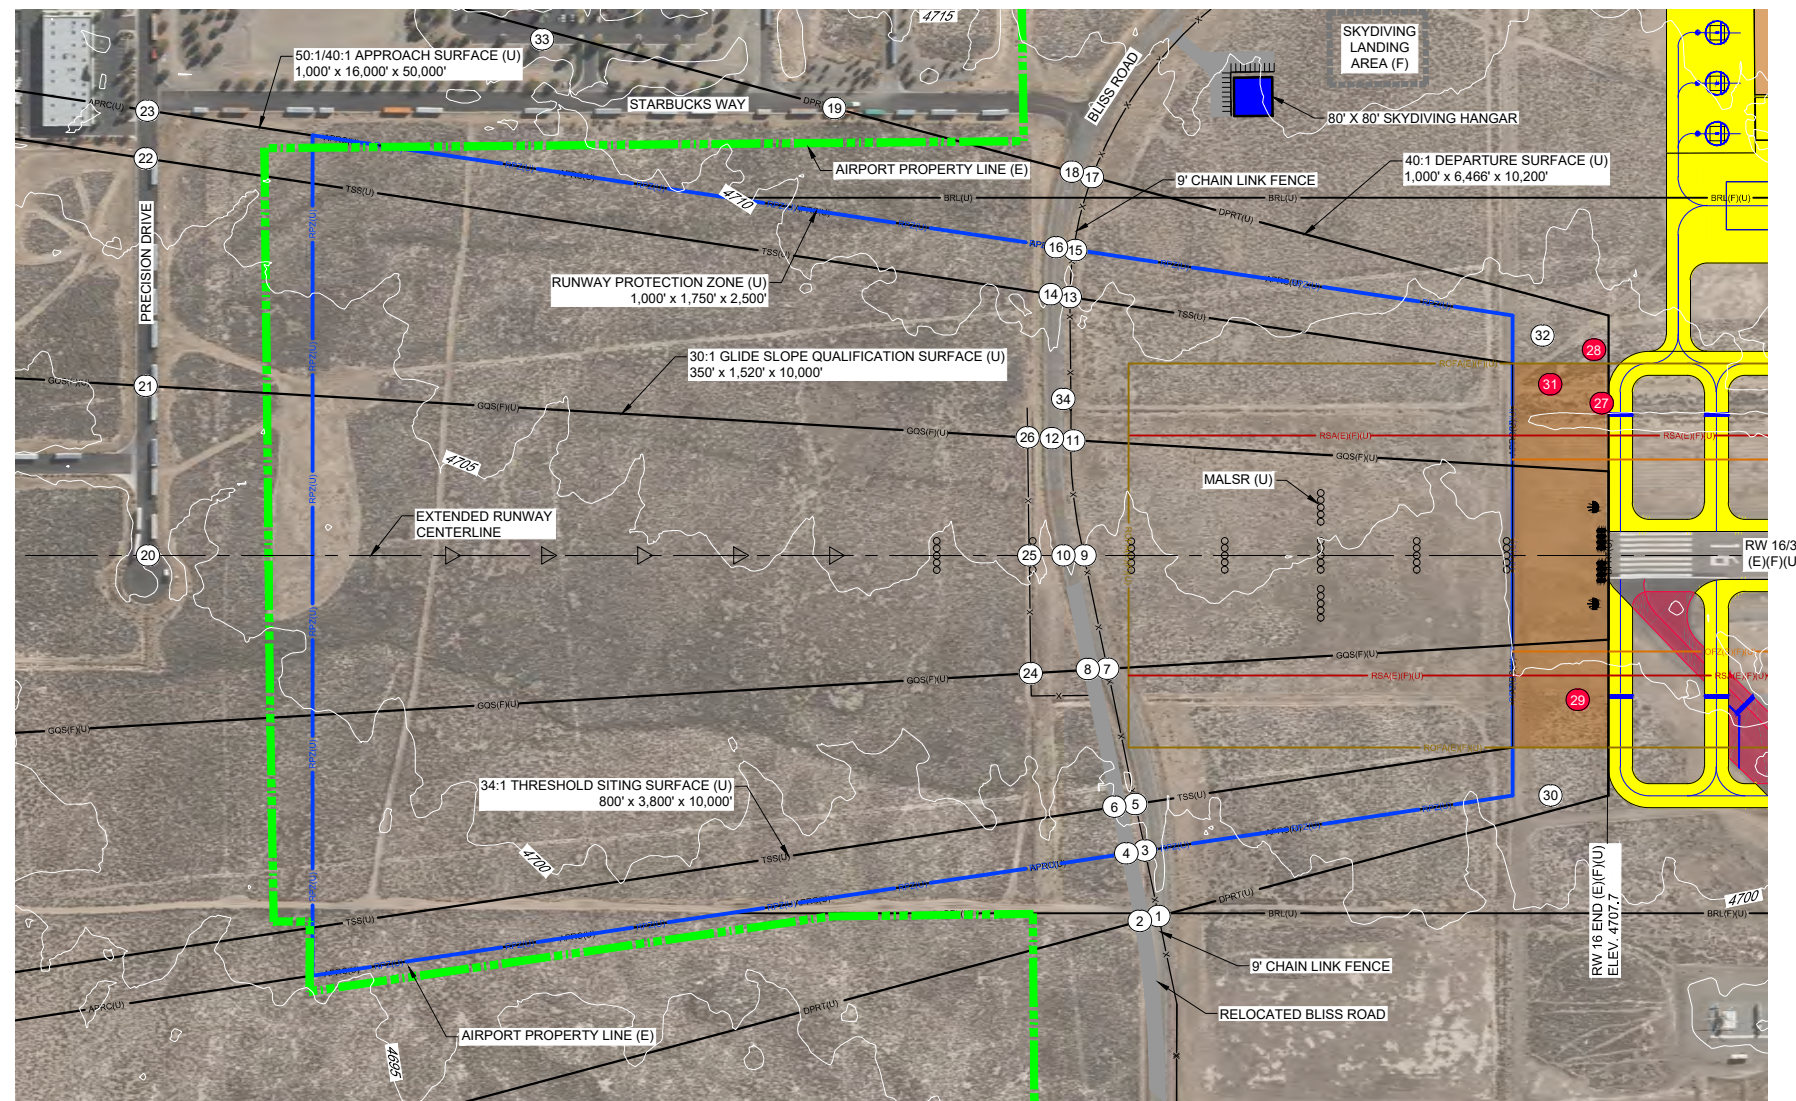 4715
33
50:1/40:1 APPROACH SURFACE (U)
1,000' x 16,000' x 50,000'
SKYDIVING
LANDING
AREA (F)
BLISS ROAD
APRC(U)
23
STARBUCKS WAY
19
80' X 80' SKYDIVING HANGAR
22
TSS(U)
AIRPORT PROPERTY LINE (E)
18
17
9' CHAIN LINK FENCE
40:1 DEPARTURE SURFACE (U)
1,000' x 6,466' x 10,200'
4710
BRL(U)
BRL(U)
BRL(F)(U)
DPRT(U)
PRECISION DRIVE
TSS(U)
16
15
RUNWAY PROTECTION ZONE (U)
1,000' x 1,750' x 2,500'
14
13
TSS(U)
32
28
30:1 GLIDE SLOPE QUALIFICATION SURFACE (U)
350' x 1,520' x 10,000'
21
GQS(F)(U)
31
27
34
GQS(F)(U)
GQS(F)(U)
26
12
11
RSA(E)(F)(U)
RSA(E)(F)(U)
GQS(F)(U)
4705
MALSR (U)
EXTENDED RUNWAY
CENTERLINE
20
25
10
9
RW 16/3
(E)(F)(U
RPZ(U)
GQS(F)(U)
24
8
7
GQS(F)(U)
RSA(E)(F)(U)
RSA(E)(F)(U)
29
GQS(F)(U)
GQS(F)(U)
34:1 THRESHOLD SITING SURFACE (U)
800' x 3,800' x 10,000'
TSS(U)
6
5
30
4700
TSS(U)
4
3
APRC(U)
RW 16 END (E)(F)(U)
ELEV. 4707.7
DPRT(U)
4700
TSS(U)
2
1
BRL(U)
BRL(F)(U)
9' CHAIN LINK FENCE
APRC(U)
DPRT(U)
RELOCATED BLISS ROAD
AIRPORT PROPERTY LINE (E)
4695